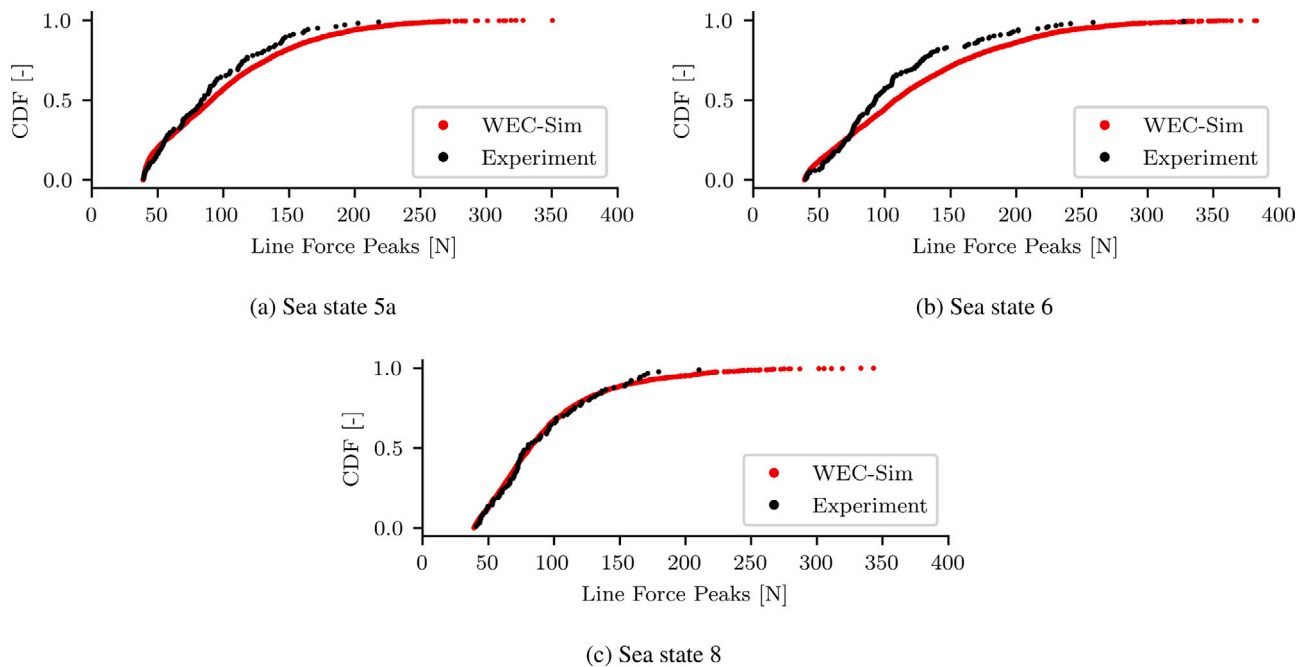 1.0
0.5
0.0
CDF [-]
WEC-Sim
Experiment
0 50 100 150 200 250 300 350 400
Line Force Peaks [N]
(a) Sea state 5a
1.0
0.5
0.0
CDF [-]
WEC-Sim
Experiment
0 50 100 150 200 250 300 350 400
Line Force Peaks [N]
(b) Sea state 6
1.0
0.5
0.0
CDF [-]
WEC-Sim
Experiment
0 50 100 150 200 250 300 350 400
Line Force Peaks [N]
(c) Sea state 8